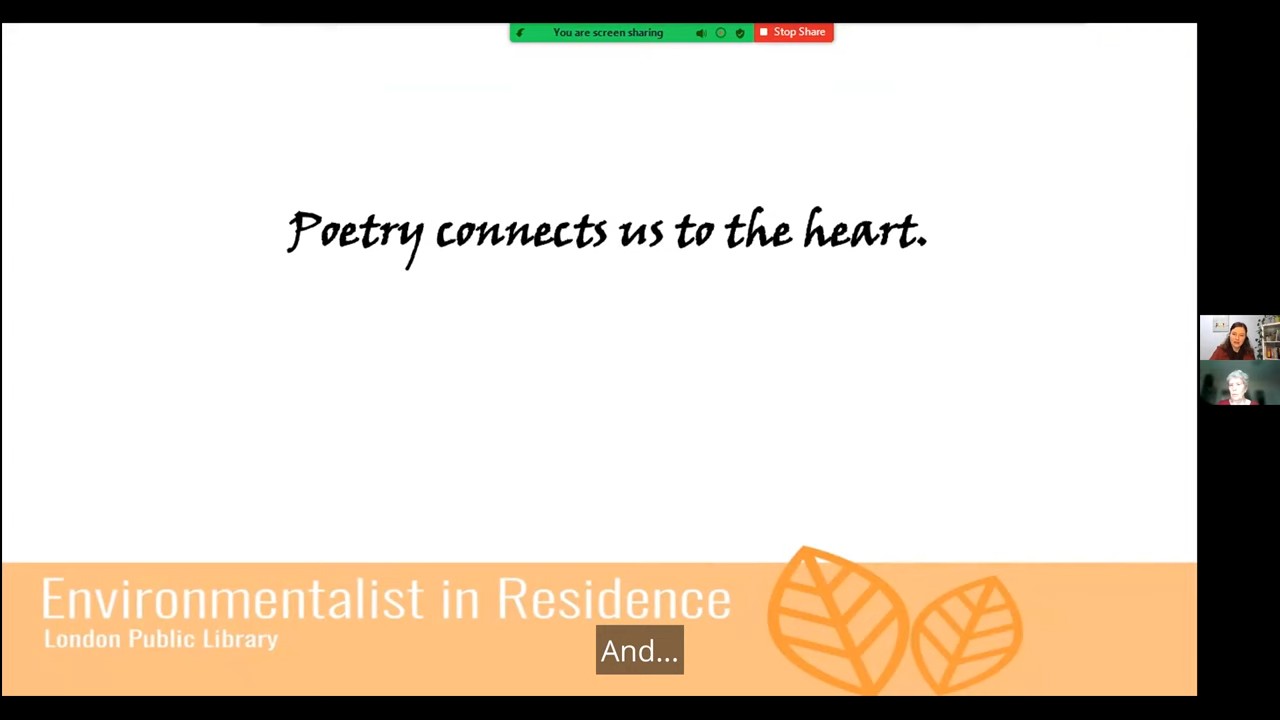 You are screen sharing
Stop Share
Poetry connects us to the heart.
Environmentalist in Residence
London Public Library
And...